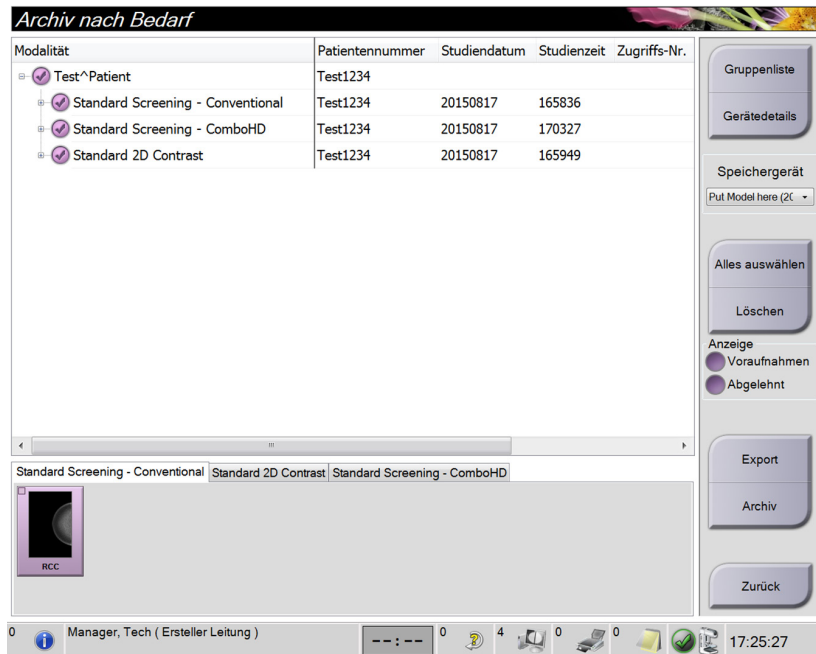 Archiv nach Bedarf
Modalität Patientennummer Studiendatum Studienzeit Zugriffs-Nr.
Test^Patient Test1234
Standard Screening - Conventional Test1234 20150817 165836
Standard Screening - ComboHD Test1234 20150817 170327
Standard 2D Contrast Test1234 20150817 165949
Gruppenliste
Gerätedetails
Speichergerät
Put Model here (20
Alles auswählen
Löschen
Anzeige
Voraufnahmen
Abgelehnt
Export
Archiv
Zurück
Standard Screening - Conventional Standard 2D Contrast Standard Screening - ComboHD
RCC
0 Manager, Tech ( Ersteller Leitung ) --:-- 0 4 0 0 17:25:27